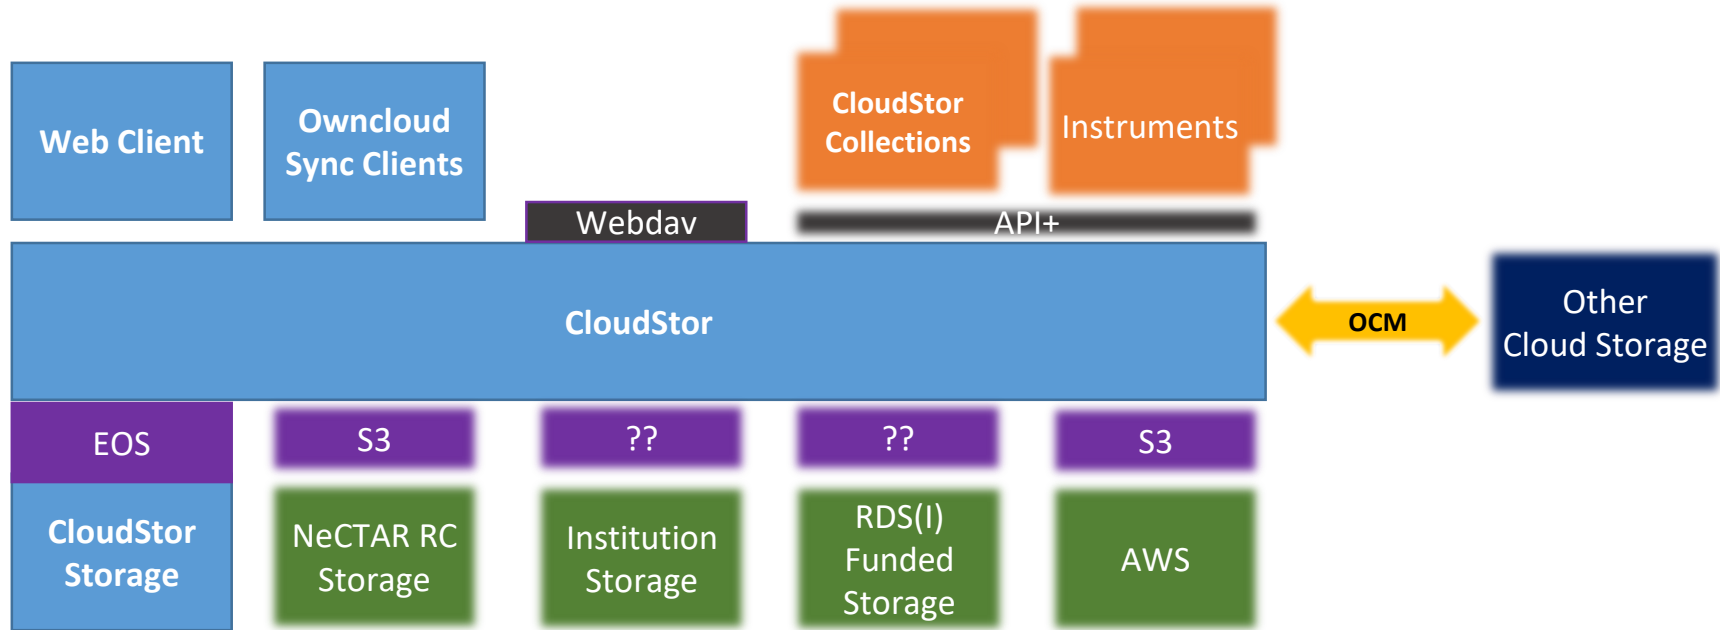 Web Client
Owncloud
Sync Clients
CloudStor
Collections
Instruments
Webdav
API+
CloudStor
OCM
Other
Cloud Storage
EOS
S3
??
??
S3
CloudStor
Storage
NeCTAR RC
Storage
Institution
Storage
RDS(I)
Funded
Storage
AWS